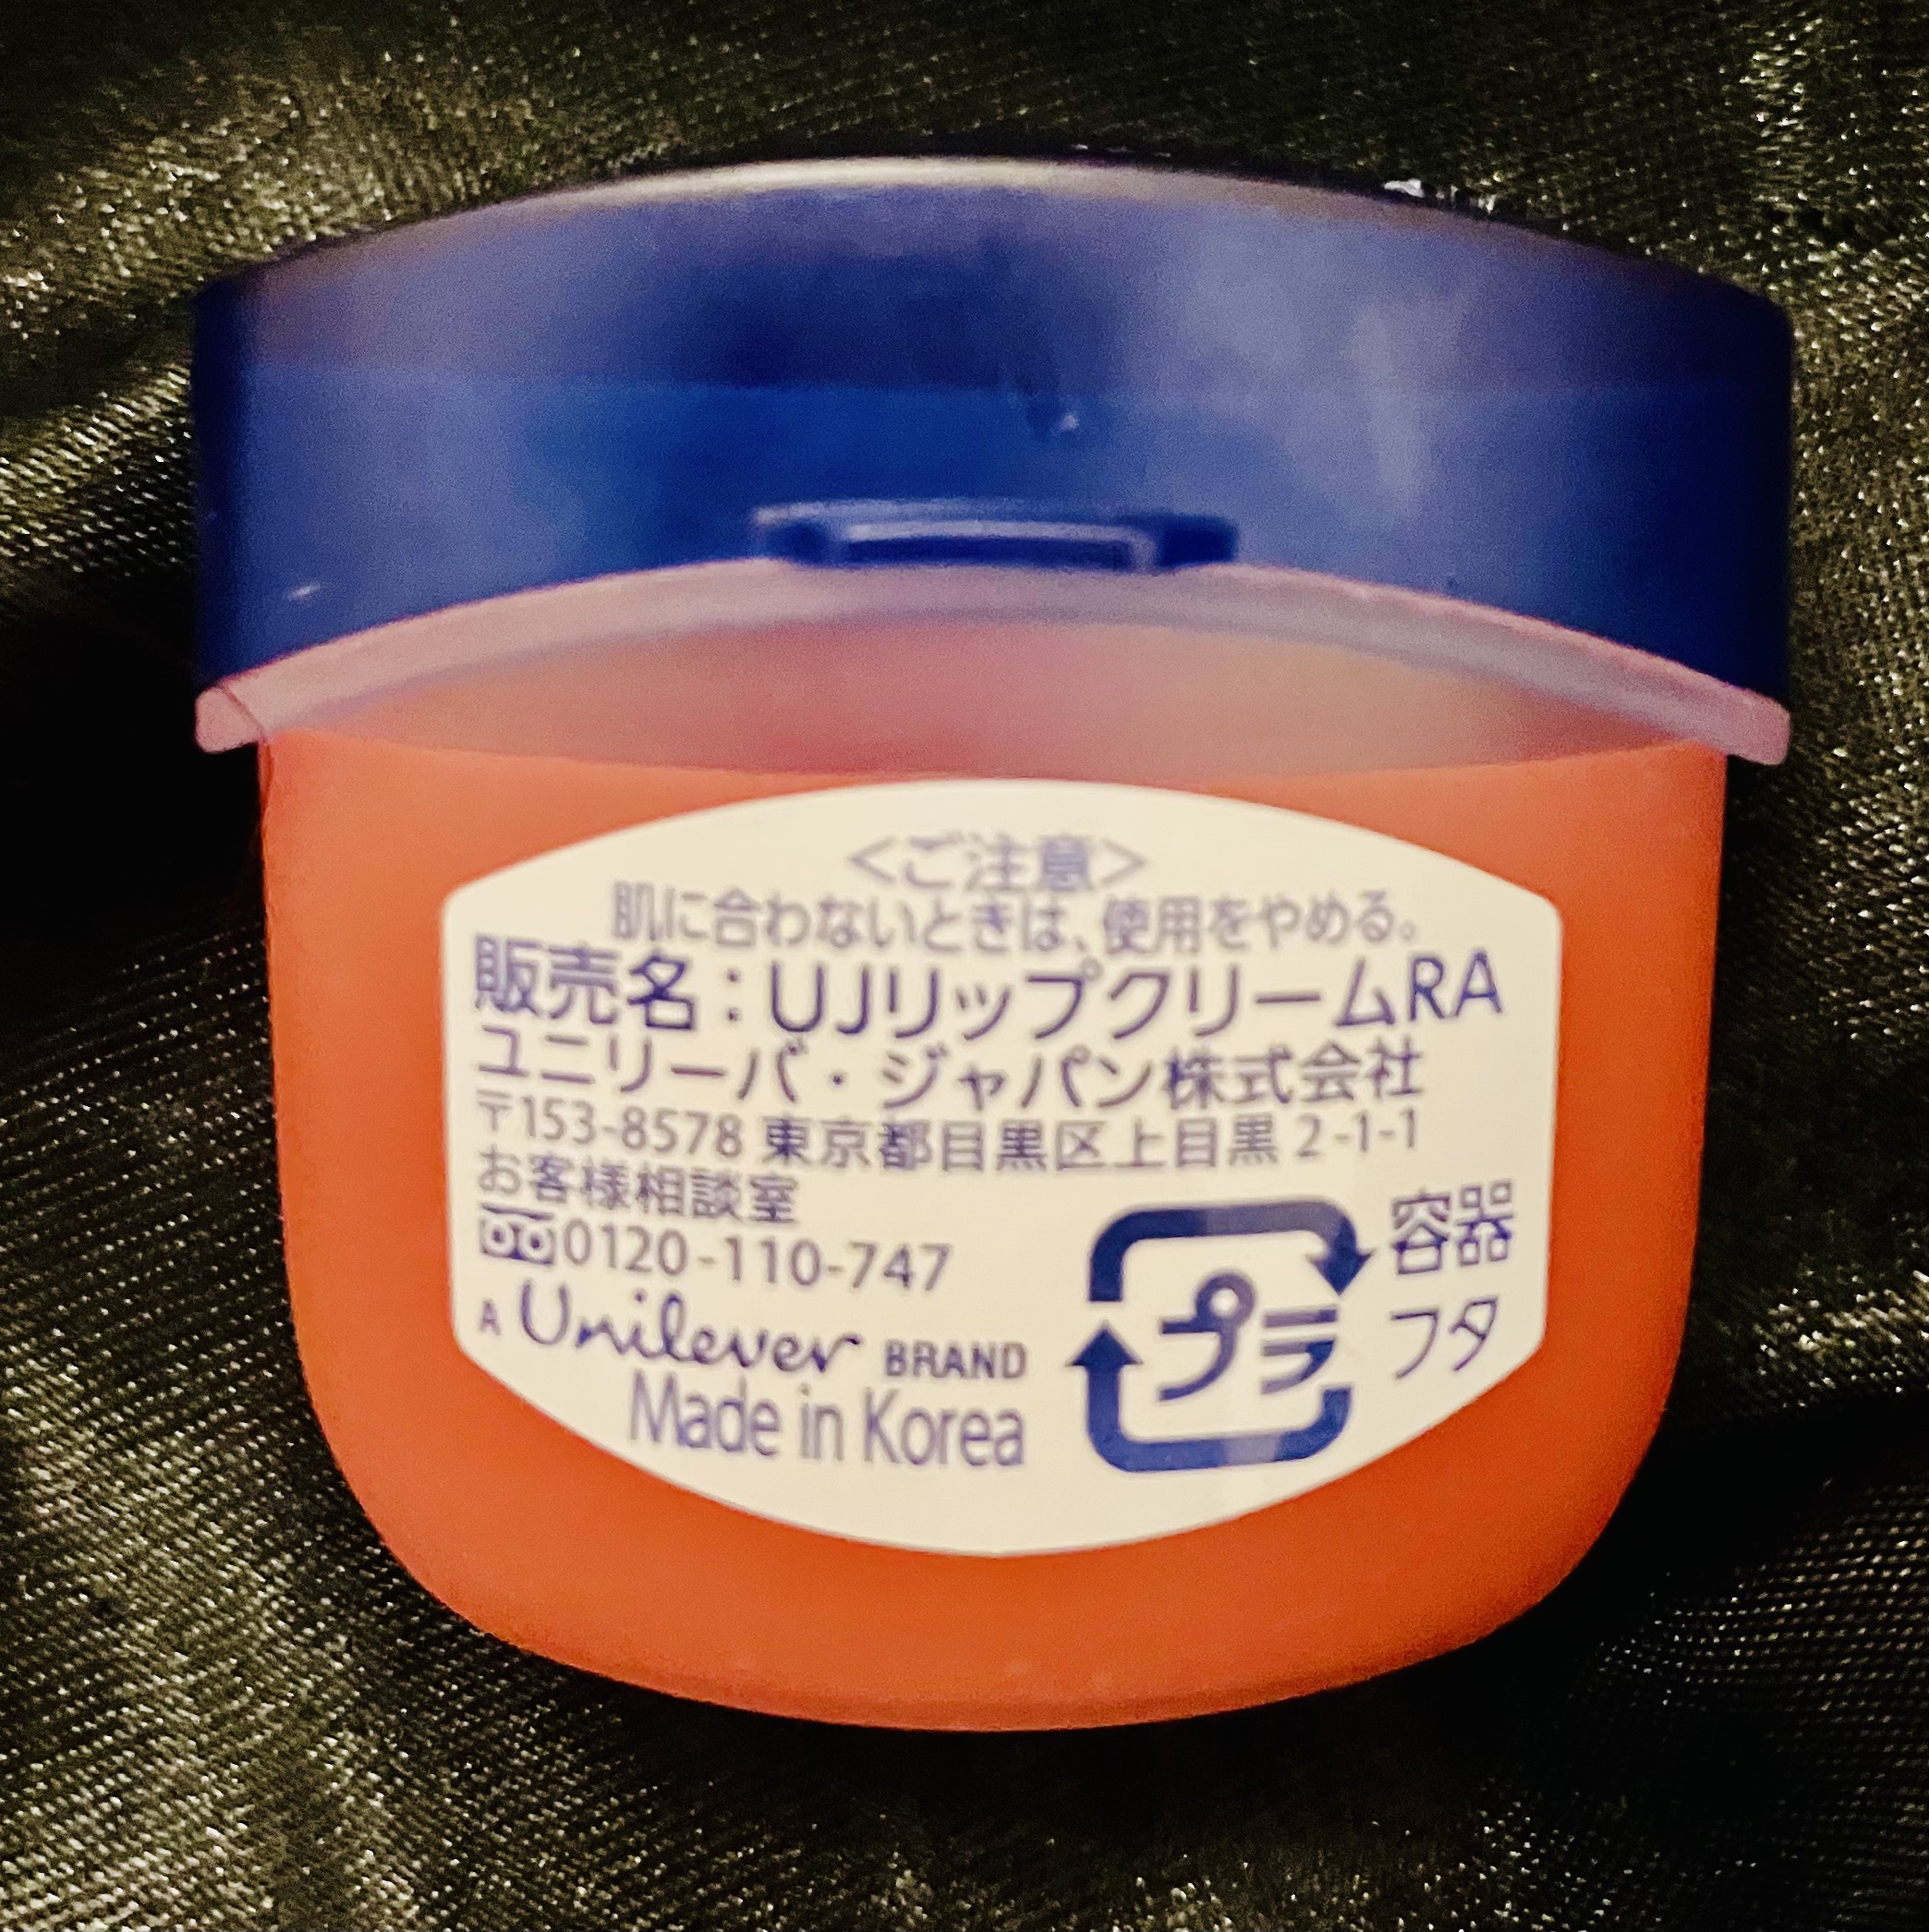 <ご注意>
肌に合わないときは、使用をやめる。
販売名：UJリップクリームRA
ユニリーバ・ジャパン株式会社
〒153-8578 東京都目黒区上目黒 2-1-1
お客様相談室
0120-110-747
A Unilever BRAND
Made in Korea
プラ
容器
フタ